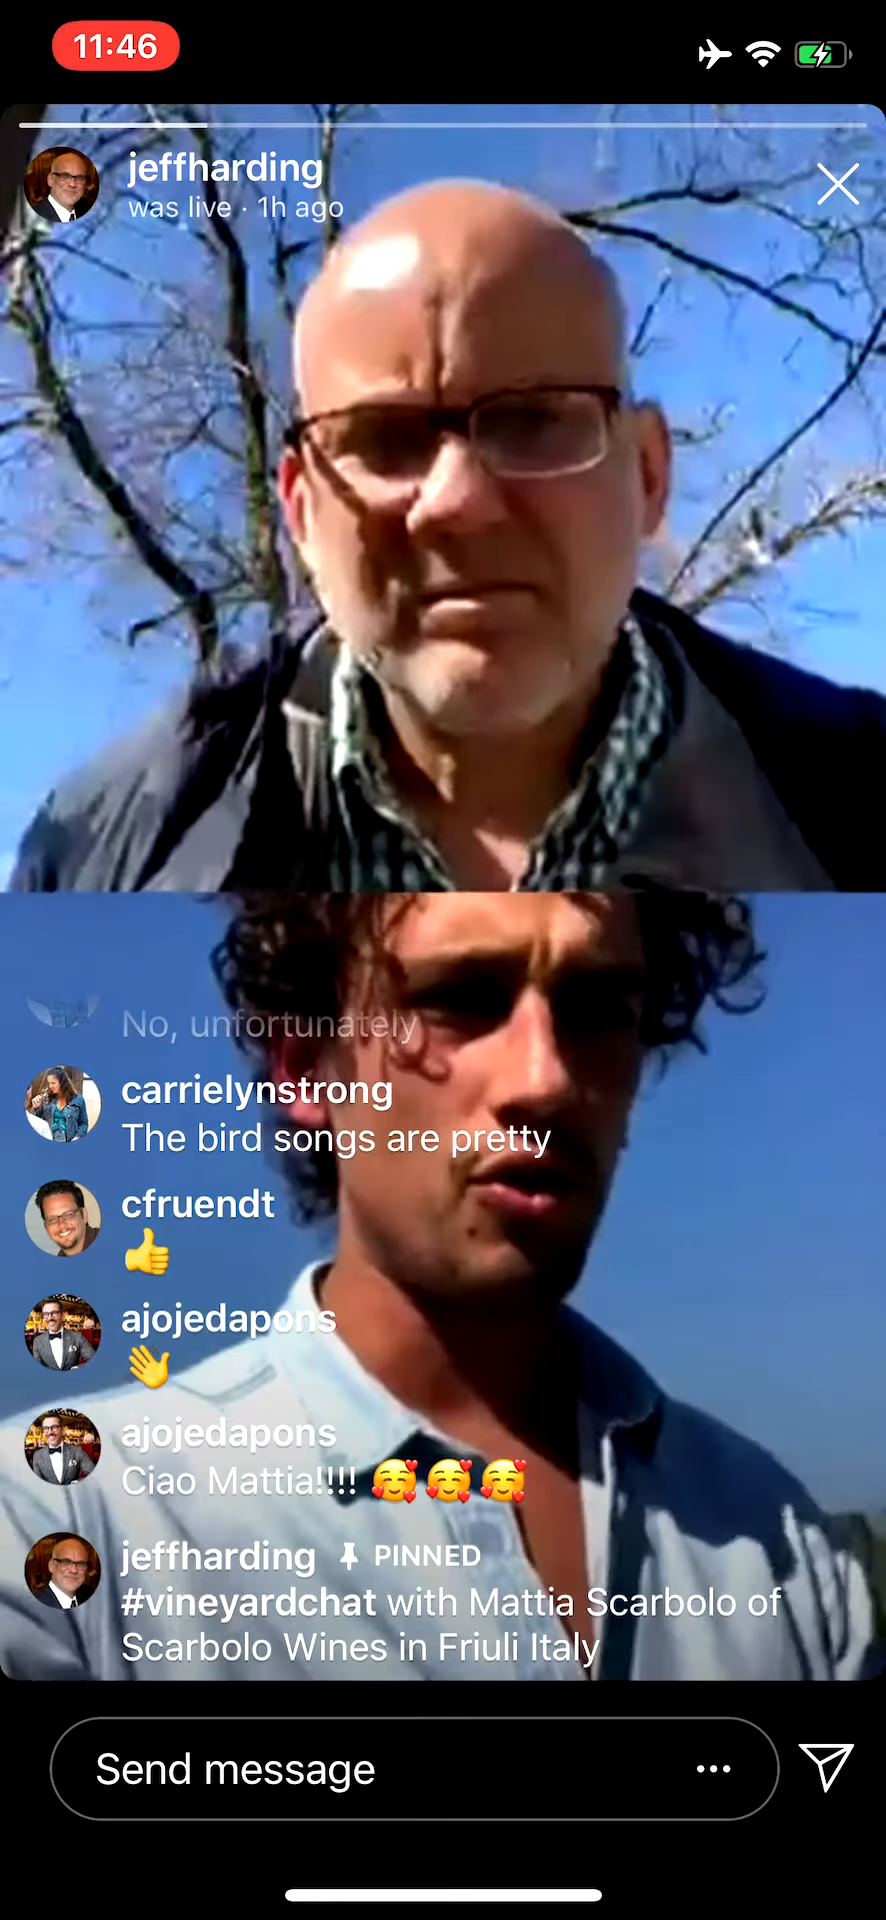 11:46
jeffharding
was live · 1h ago
No, unfortunately
carrielynstrong
The bird songs are pretty
cfruendt
👍
ajojedapons
👋
ajojedapons
Ciao Mattia!!!! 🥰🥰🥰
jeffharding 📌 PINNED
#vineyardchat with Mattia Scarbolo of
Scarbolo Wines in Friuli Italy
Send message